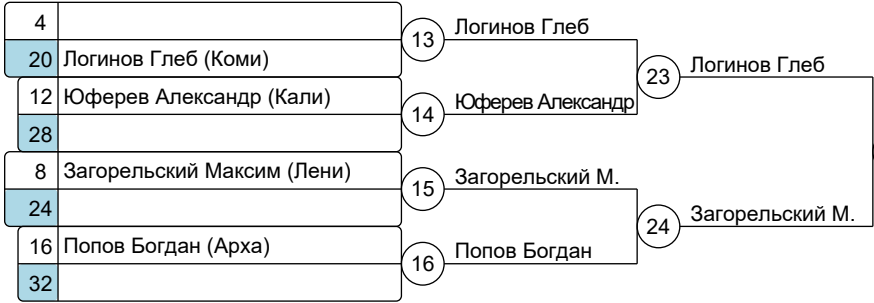 4
20 Логинов Глеб (Коми)
13 Логинов Глеб
12 Юферев Александр (Кали)
28
14 Юферев Александр
23 Логинов Глеб
8 Загорельский Максим (Лени)
24
15 Загорельский М.
16 Попов Богдан (Арха)
32
16 Попов Богдан
24 Загорельский М.